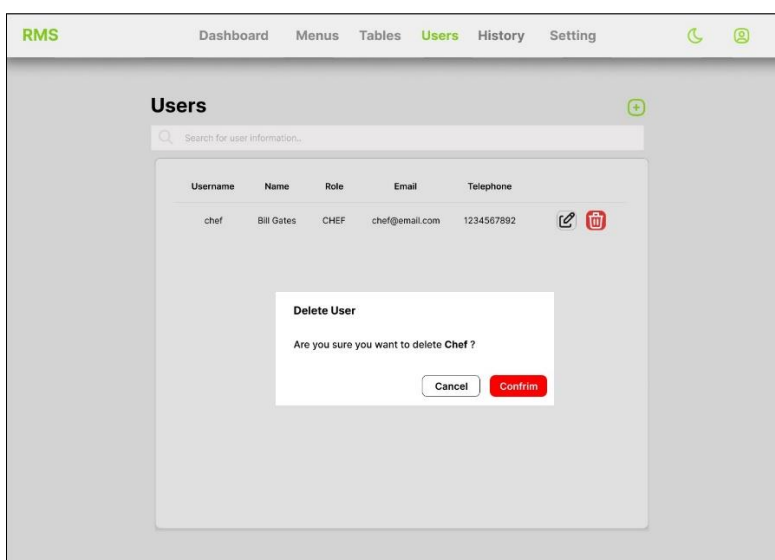 RMS Dashboard Menus Tables Users History Setting
Users
Search for user information..
Username Name Role Email Telephone
chef Bill Gates CHEF chef@email.com 1234567892
Delete User
Are you sure you want to delete Chef ?
Cancel Confrim